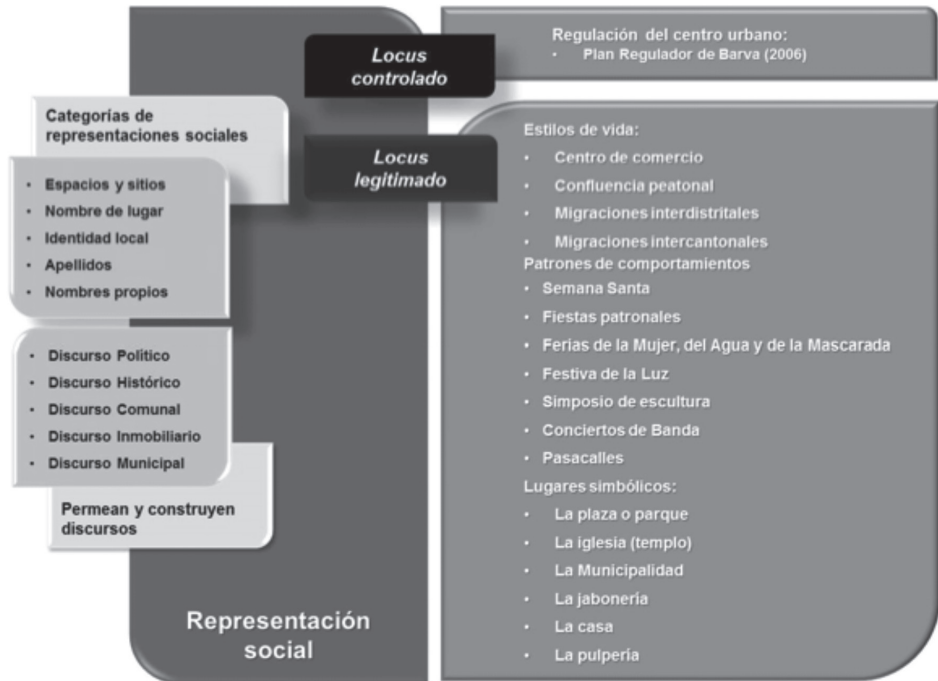 Categorías de
representaciones sociales
• Espacios y sitios
• Nombre de lugar
• Identidad local
• Apellidos
• Nombres propios
• Discurso Político
• Discurso Histórico
• Discurso Comunal
• Discurso Inmobiliario
• Discurso Municipal
Permean y construyen
discursos
Representación
social
Locus
controlado
Regulación del centro urbano:
• Plan Regulador de Barva (2006)
Locus
legitimado
Estilos de vida:
• Centro de comercio
• Confluencia peatonal
• Migraciones interdistritales
• Migraciones intercantonales
Patrones de comportamientos
• Semana Santa
• Fiestas patronales
• Ferias de la Mujer, del Agua y de la Mascarada
• Festiva de la Luz
• Simposio de escultura
• Conciertos de Banda
• Pasacalles
Lugares simbólicos:
• La plaza o parque
• La iglesia (templo)
• La Municipalidad
• La jabonería
• La casa
• La pulpería